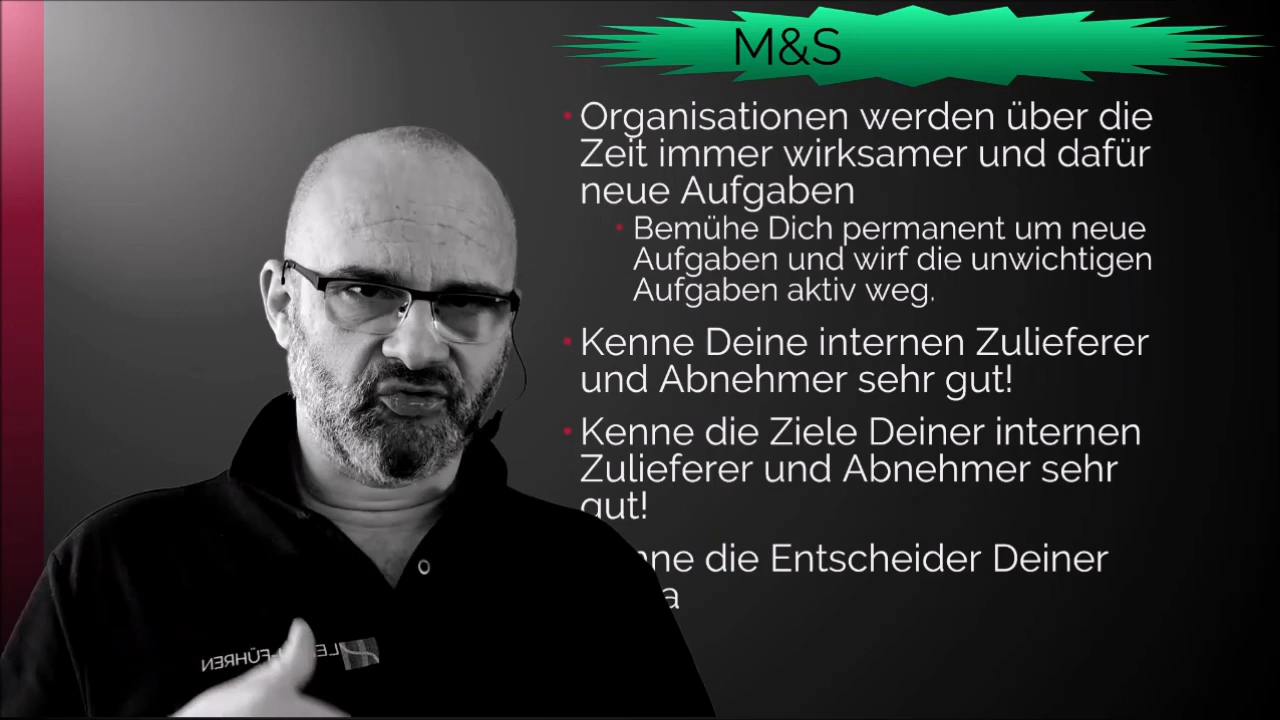 M&S
Organisationen werden über die
Zeit immer wirksamer und dafür
neue Aufgaben
Bemühe Dich permanent um neue
Aufgaben und wirf die unwichtigen
Aufgaben aktiv weg.
Kenne Deine internen Zulieferer
und Abnehmer sehr gut!
Kenne die Ziele Deiner internen
Zulieferer und Abnehmer sehr
gut!
die Entscheider Deiner
FÜHREN